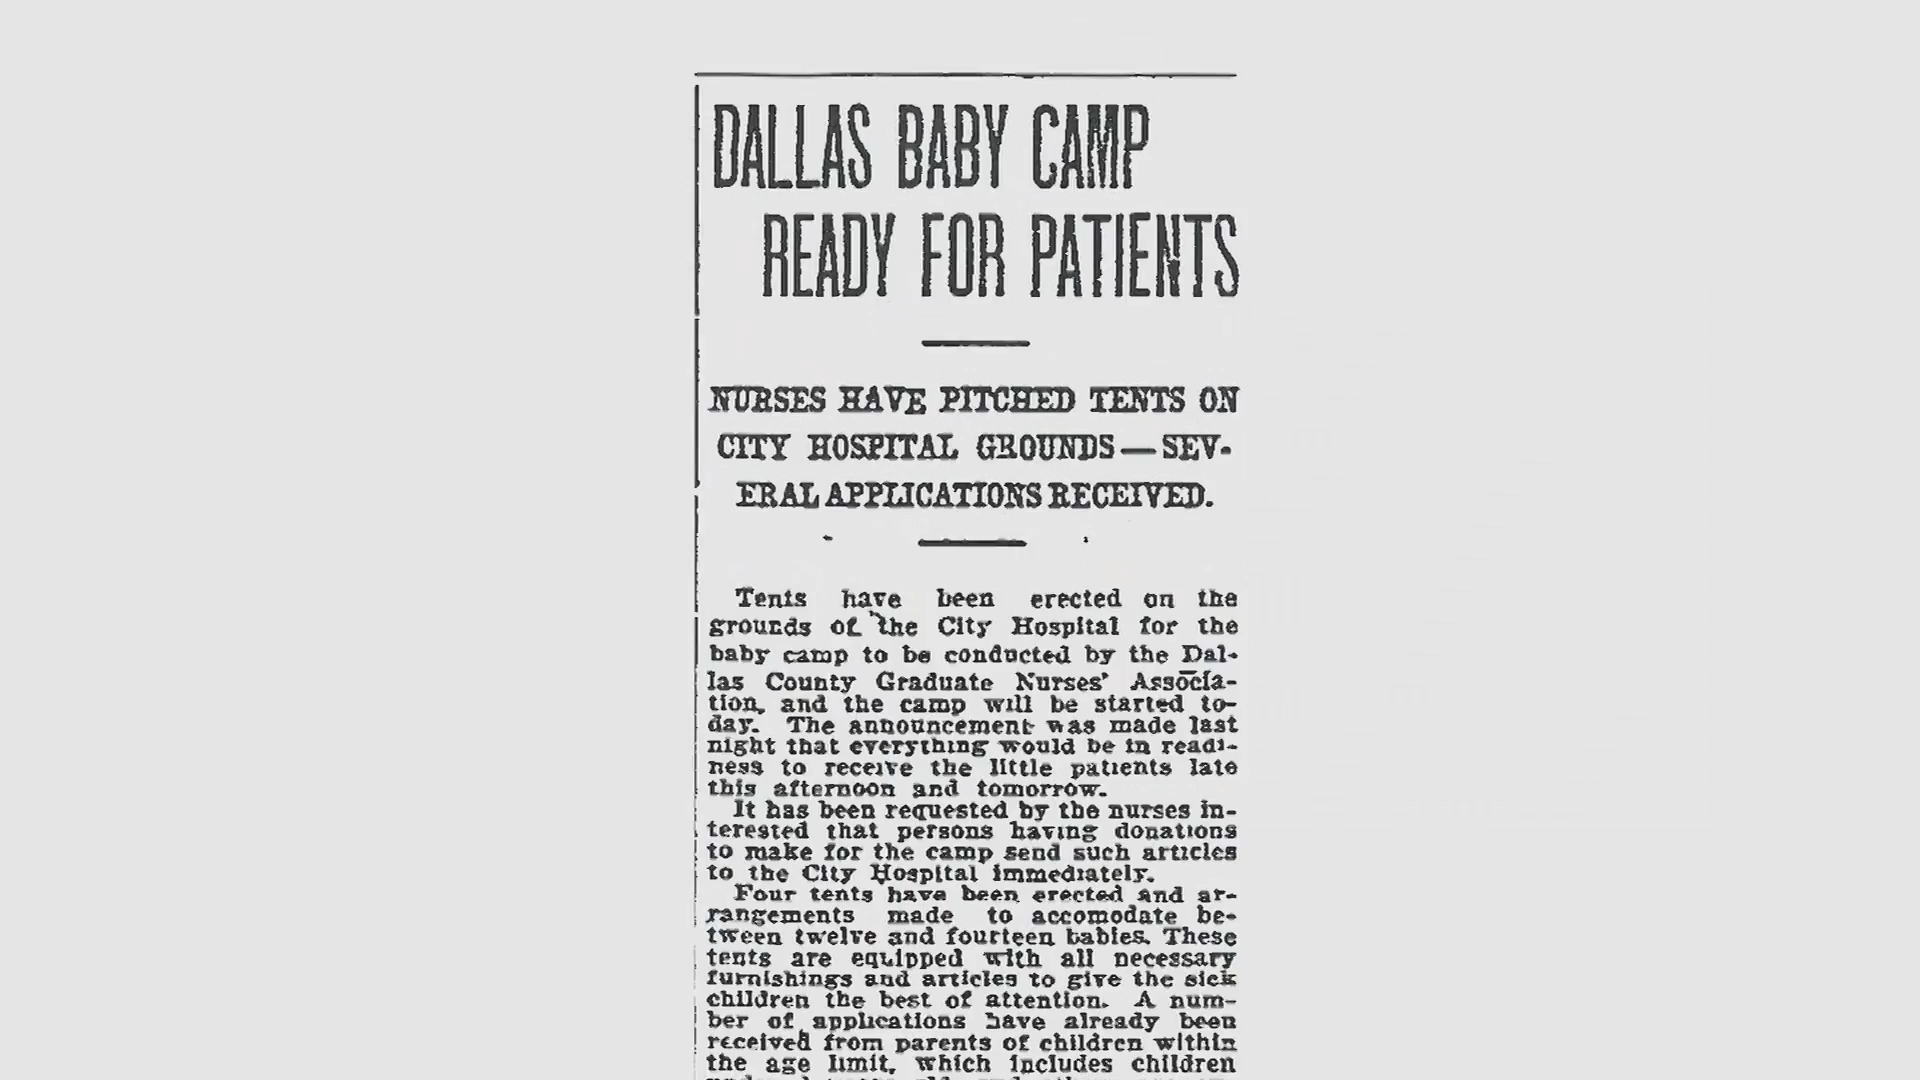 DALLAS BABY CAMP
READY FOR PATIENTS
NURSES HAVE PITCHED TENTS ON
CITY HOSPITAL GROUNDS—SEV-
ERAL APPLICATIONS RECEIVED.
Tents have been erected on the
grounds of the City Hospital for the
baby camp to be conducted by the Dal-
las County Graduate Nurses' Associa-
tion, and the camp will be started to-
day. The announcement was made last
night that everything would be in readi-
ness to receive the little patients late
this afternoon and tomorrow.
It has been requested by the nurses in-
terested that persons having donations
to make for the camp send such articles
to the City Hospital immediately.
Four tents have been erected and ar-
rangements made to accomodate be-
tween twelve and fourteen babies. These
tents are equipped with all necessary
furnishings and articles to give the sick
children the best of attention. A num-
ber of applications have already been
received from parents of children within
the age limit, which includes children